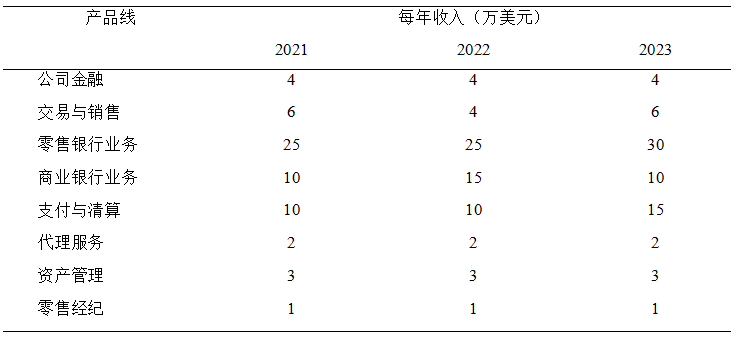 产品线 每年收入（万美元）
2021 2022 2023
公司金融 4 4 4
交易与销售 6 4 6
零售银行业务 25 25 30
商业银行业务 10 15 10
支付与清算 10 10 15
代理服务 2 2 2
资产管理 3 3 3
零售经纪 1 1 1